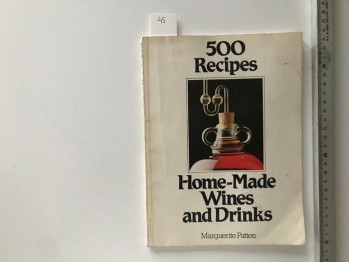 45
500
Recipes
Home-Made
Wines
and Drinks
Marguerite Patten